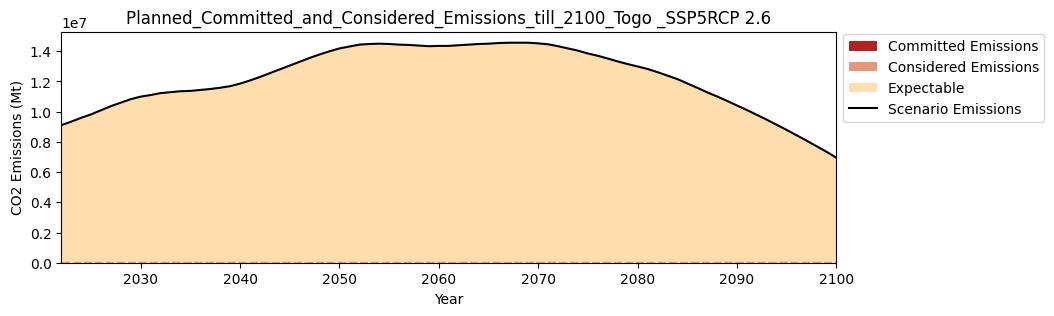 Planned_Committed_and_Considered_Emissions_till_2100_Togo _SSP5RCP 2.6
1e7
1.4
1.2
1.0
0.8
0.6
0.4
0.2
0.0
CO2 Emissions (Mt)
2030 2040 2050 2060 2070 2080 2090 2100
Year
Committed Emissions
Considered Emissions
Expectable
Scenario Emissions